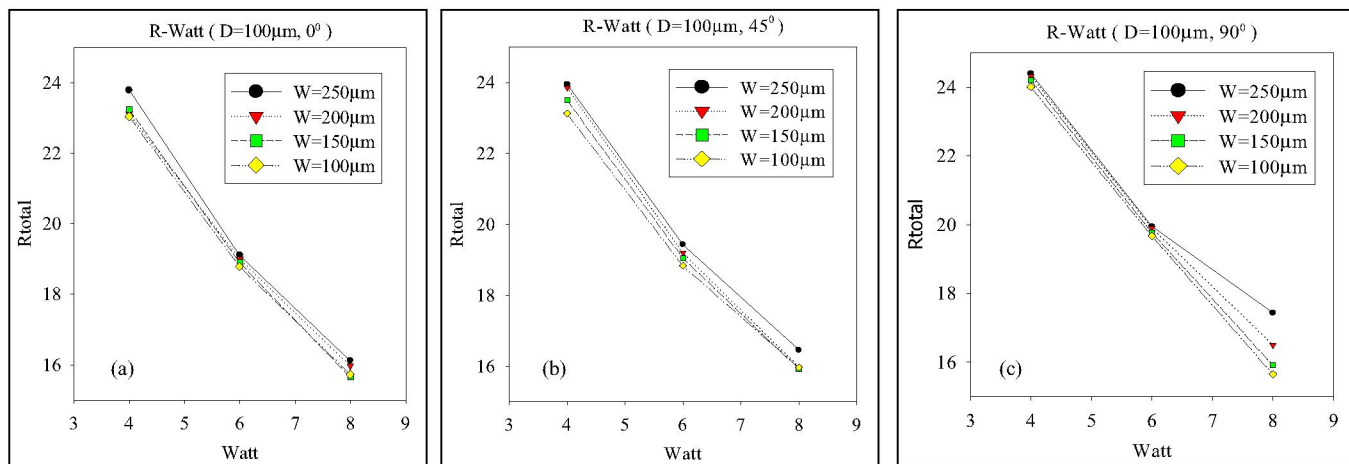 R-Watt ( D=100µm, 0⁰ )
24
22
20
18
16
3 4 5 6 7 8 9
Rtotal
Watt
W=250µm
W=200µm
W=150µm
W=100µm
(a)
R-Watt ( D=100µm, 45⁰ )
24
22
20
18
16
3 4 5 6 7 8 9
Rtotal
Watt
W=250µm
W=200µm
W=150µm
W=100µm
(b)
R-Watt ( D=100µm, 90⁰ )
24
22
20
18
16
3 4 5 6 7 8 9
Rtotal
Watt
W=250µm
W=200µm
W=150µm
W=100µm
(c)